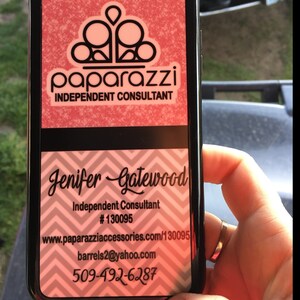 paparazzi
INDEPENDENT CONSULTANT
Jenifer Gatewood
Independent Consultant
# 130095
www.paparazziaccessories.com/130095
barrels2@yahoo.com
509-492-6287